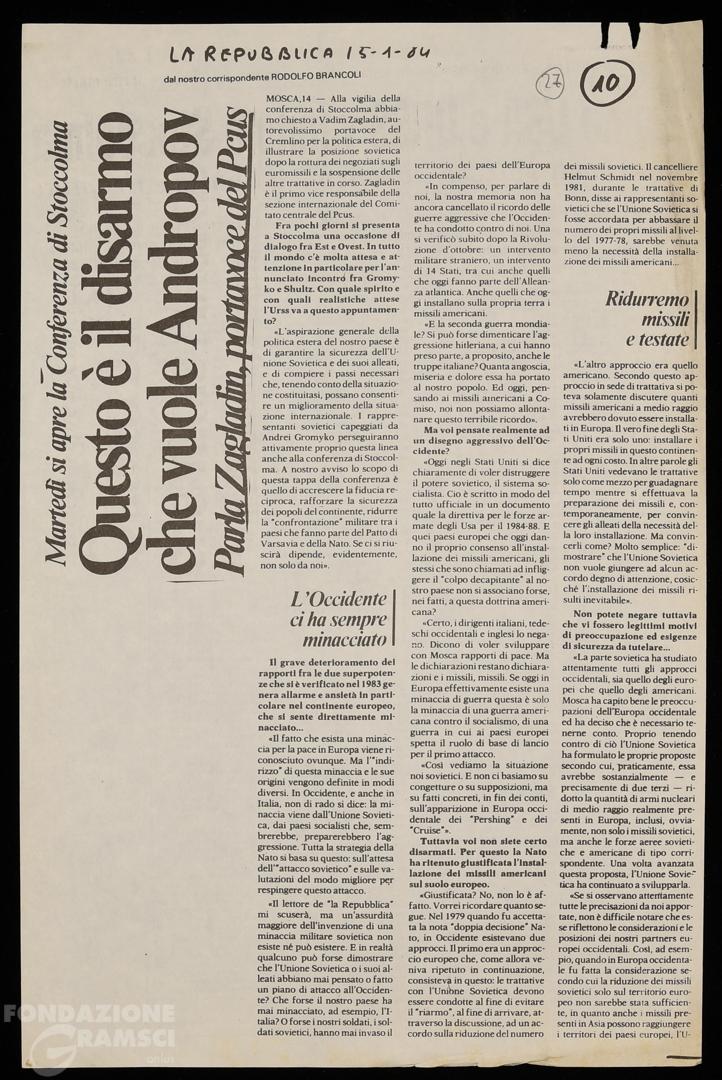 LA REPUBBLICA 15-1-84
dal nostro corrispondente RODOLFO BRANCOLI
27
10
Martedì si apre la Conferenza di Stoccolma
Questo è il disarmo
che vuole Andropov
Parla Zagladin, portavoce del Pcus
MOSCA, 14 — Alla vigilia della
conferenza di Stoccolma abbia-
mo chiesto a Vadim Zagladin, au-
torevolissimo portavoce del
Cremlino per la politica estera, di
illustrare la posizione sovietica
dopo la rottura dei negoziati sugli
euromissili e la sospensione delle
altre trattative in corso. Zagladin
è il primo vice responsabile della
sezione internazionale del Comi-
tato centrale del Pcus.
Fra pochi giorni si presenta
a Stoccolma una occasione di
dialogo fra Est e Ovest. In tutto
il mondo c'è molta attesa e at-
tenzione in particolare per l'an-
nunciato incontro fra Gromy-
ko e Shultz. Con quale spirito e
con quali realistiche attese
l'Urss va a questo appuntamen-
to?
«L'aspirazione generale della
politica estera del nostro paese è
di garantire la sicurezza dell'U-
nione Sovietica e dei suoi alleati,
e di compiere i passi necessari
che, tenendo conto della situazio-
ne costituitasi, possano consenti-
re un miglioramento della situa-
zione internazionale. I rappre-
sentanti sovietici capeggiati da
Andrei Gromyko perseguiranno
attivamente proprio questa linea
anche alla conferenza di Stoccol-
ma. A nostro avviso lo scopo di
questa tappa della conferenza è
quello di accrescere la fiducia re-
ciproca, rafforzare la sicurezza
dei popoli del continente, ridurre
la "confrontazione" militare tra i
paesi che fanno parte del Patto di
Varsavia e della Nato. Se ci si riu-
scirà dipende, evidentemente,
non solo da noi».
L'Occidente
ci ha sempre
minacciato
Il grave deterioramento dei
rapporti fra le due superpoten-
ze che si è verificato nel 1983 ge-
nera allarme e ansietà in parti-
colare nel continente europeo,
che si sente direttamente mi-
nacciato...
«Il fatto che esista una minac-
cia per la pace in Europa viene ri-
conosciuto ovunque. Ma l'"indi-
rizzo" di questa minaccia e le sue
origini vengono definite in modi
diversi. In Occidente, e anche in
Italia, non di rado si dice: la mi-
naccia viene dall'Unione Sovieti-
ca, dai paesi socialisti che, sem-
brerebbe, preparerebbero l'ag-
gressione. Tutta la strategia della
Nato si basa su questo: sull'attesa
dell'"attacco sovietico" e sulle va-
lutazioni del modo migliore per
respingere questo attacco.
«Il lettore de "la Repubblica"
mi scuserà, ma un'assurdità
maggiore dell'invenzione di una
minaccia militare sovietica non
esiste né può esistere. E in realtà
qualcuno può forse dimostrare
che l'Unione Sovietica o i suoi al-
leati abbiano mai pensato o fatto
un piano di attacco all'Occiden-
te? Che forse il nostro paese ha
mai minacciato, ad esempio, l'I-
talia? O forse i nostri soldati, i sol-
dati sovietici, hanno mai invaso il
territorio dei paesi dell'Europa
occidentale?
«In compenso, per parlare di
noi, la nostra memoria non ha
ancora cancellato il ricordo delle
guerre aggressive che l'Occiden-
te ha condotto contro di noi. Una
si verificò subito dopo la Rivolu-
zione d'ottobre: un intervento
militare straniero, un intervento
di 14 Stati, tra cui anche quelli
che oggi fanno parte dell'Allean-
za atlantica. Anche quelli che og-
gi installano sulla propria terra i
missili americani.
«E la seconda guerra mondia-
le? Si può forse dimenticare l'ag-
gressione hitleriana, a cui hanno
preso parte, a proposito, anche le
truppe italiane? Quanta angoscia,
miseria e dolore essa ha portato
al nostro popolo. Ed oggi, pen-
sando ai missili americani a Co-
miso, noi non possiamo allonta-
nare questo terribile ricordo».
Ma voi pensate realmente ad
un disegno aggressivo dell'Oc-
cidente?
«Oggi negli Stati Uniti si dice
chiaramente di voler distruggere
il potere sovietico, il sistema so-
cialista. Ciò è scritto in modo del
tutto ufficiale in un documento
quale la direttiva per le forze ar-
mate degli Usa per il 1984-88. E
quei paesi europei che oggi dan-
no il proprio consenso all'instal-
lazione dei missili americani, gli
stessi che sono chiamati ad inflig-
gere il "colpo decapitante" al no-
stro paese non si associano forse,
nei fatti, a questa dottrina ameri-
cana?
«Certo, i dirigenti italiani, tede-
schi occidentali e inglesi lo nega-
no. Dicono di voler sviluppare
con Mosca rapporti di pace. Ma
le dichiarazioni restano dichiara-
zioni e i missili, missili. Se oggi in
Europa effettivamente esiste una
minaccia di guerra questa è solo
la minaccia di una guerra ameri-
cana contro il socialismo, di una
guerra in cui ai paesi europei
spetta il ruolo di base di lancio
per il primo attacco.
«Così vediamo la situazione
noi sovietici. E non ci basiamo su
congetture o su supposizioni, ma
su fatti concreti, in fin dei conti,
sull'apparizione in Europa occi-
dentale dei "Pershing" e dei
"Cruise"».
Tuttavia voi non siete certo
disarmati. Per questo la Nato
ha ritenuto giustificata l'instal-
lazione dei missili americani
sul suolo europeo.
«Giustificata? No, non lo è af-
fatto. Vorrei ricordare quanto se-
gue. Nel 1979 quando fu accetta-
ta la nota "doppia decisione" Na-
to, in Occidente esistevano due
approcci. Il primo era un approc-
cio europeo che, come allora ve-
niva ripetuto in continuazione,
consisteva in questo: le trattative
con l'Unibne Sovietica devono
essere condotte al fine di evitare
il "riarmo", al fine di arrivare, at-
traverso la discussione, ad un ac-
cordo sulla riduzione del numero
dei missili sovietici. Il cancelliere
Helmut Schmidt nel novembre
1981, durante le trattative di
Bonn, disse ai rappresentanti so-
vietici che se l'Unione Sovietica si
fosse accordata per abbassare il
numero dei propri missili al livel-
lo del 1977-78, sarebbe venuta
meno la necessità della installa-
zione dei missili americani...
Ridurremo
missili
e testate
«L'altro approccio era quello
americano. Secondo questo ap-
proccio in sede di trattativa si po-
teva solamente discutere quanti
missili americani a medio raggio
avrebbero dovuto essere installa-
ti in Europa. Il vero fine degli Sta-
ti Uniti era solo uno: installare i
propri missili in questo continen-
te ad ogni costo. In altre parole gli
Stati Uniti vedevano le trattative
solo come mezzo per guadagnare
tempo mentre si effettuava la
preparazione dei missili e, con-
temporaneamente, per convin-
cere gli alleati della necessità del-
la loro installazione. Ma convin-
cerli come? Molto semplice: "di-
mostrare" che l'Unione Sovietica
non vuole giungere ad alcun ac-
cordo degno di attenzione, cosic-
ché l'installazione dei missili ri-
sulti inevitabile».
Non potete negare tuttavia
che vi fossero legittimi motivi
di preoccupazione ed esigenze
di sicurezza da tutelare...
«La parte sovietica ha studiato
attentamente tutti gli approcci
occidentali, sia quello degli euro-
pei che quello degli americani.
Mosca ha capito bene le preoccu-
pazioni dell'Europa occidentale
ed ha deciso che è necessario te-
nerne conto. Proprio tenendo
contro di ciò l'Unione Sovietica
ha formulato le proprie proposte
secondo cui, praticamente, essa
avrebbe sostanzialmente — e
precisamente di due terzi — ri-
dotto la quantità di armi nucleari
di medio raggio realmente pre-
senti in Europa, inclusi, ovvia-
mente, non solo i missili sovietici,
ma anche le forze aeree sovieti-
che e americane di tipo corri-
spondente. Una volta avanzata
questa proposta, l'Unione Sovie-
tica ha continuato a svilupparla.
«Se si osservano attentamente
tutte le precisazioni da noi appor-
tate, non è difficile notare che es-
se riflettono le considerazioni e le
posizioni dei nostri partners eu-
ropei occidentali. Così, ad esem-
pio, quando in Europa occidenta-
le fu fatta la considerazione se-
condo cui la riduzione dei missili
sovietici solo sul territorio euro-
peo non sarebbe stata sufficien-
te, in quanto anche i missili pre-
senti in Asia possono raggiungere
i territori dei paesi europei, l'U-
FONDAZIONE
GRAMSCI
onlus